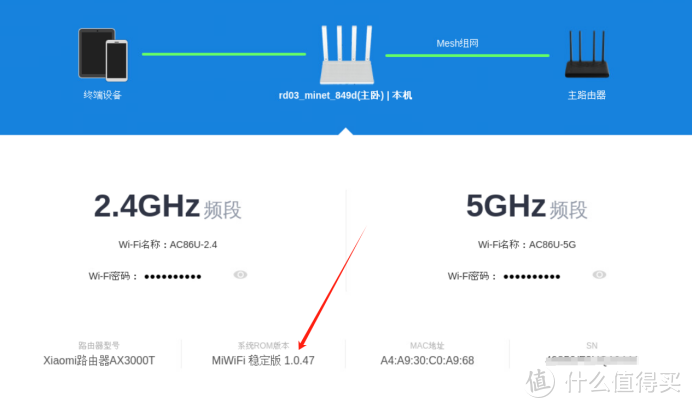 Mesh组网
终端设备
rd03_minet_849d(主卧) | 本机
主路由器
2.4GHz 频段
5GHz 频段
Wi-Fi名称：AC86U-2.4
Wi-Fi名称：AC86U-5G
Wi-Fi密码：●●●●●●●●●●
Wi-Fi密码：●●●●●●●●●●
路由器型号
系统ROM版本
MAC地址
SN
Xiaomi路由器AX3000T
MiWiFi 稳定版 1.0.47
A4:A9:30:C0:A9:68
值 什么值得买